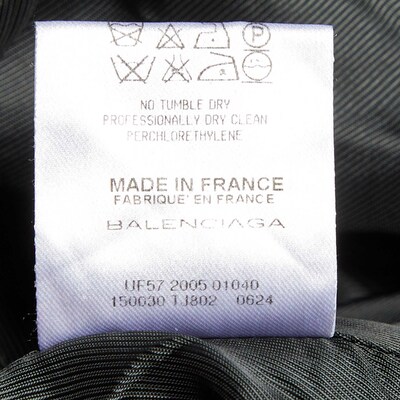 NO TUMBLE DRY
PROFESSIONALLY DRY CLEAN
PERCHLORETHYLENE
MADE IN FRANCE
FABRIQUE' EN FRANCE
BALENCIAGA
UF57 2005 01040
150030 TJ802 0624